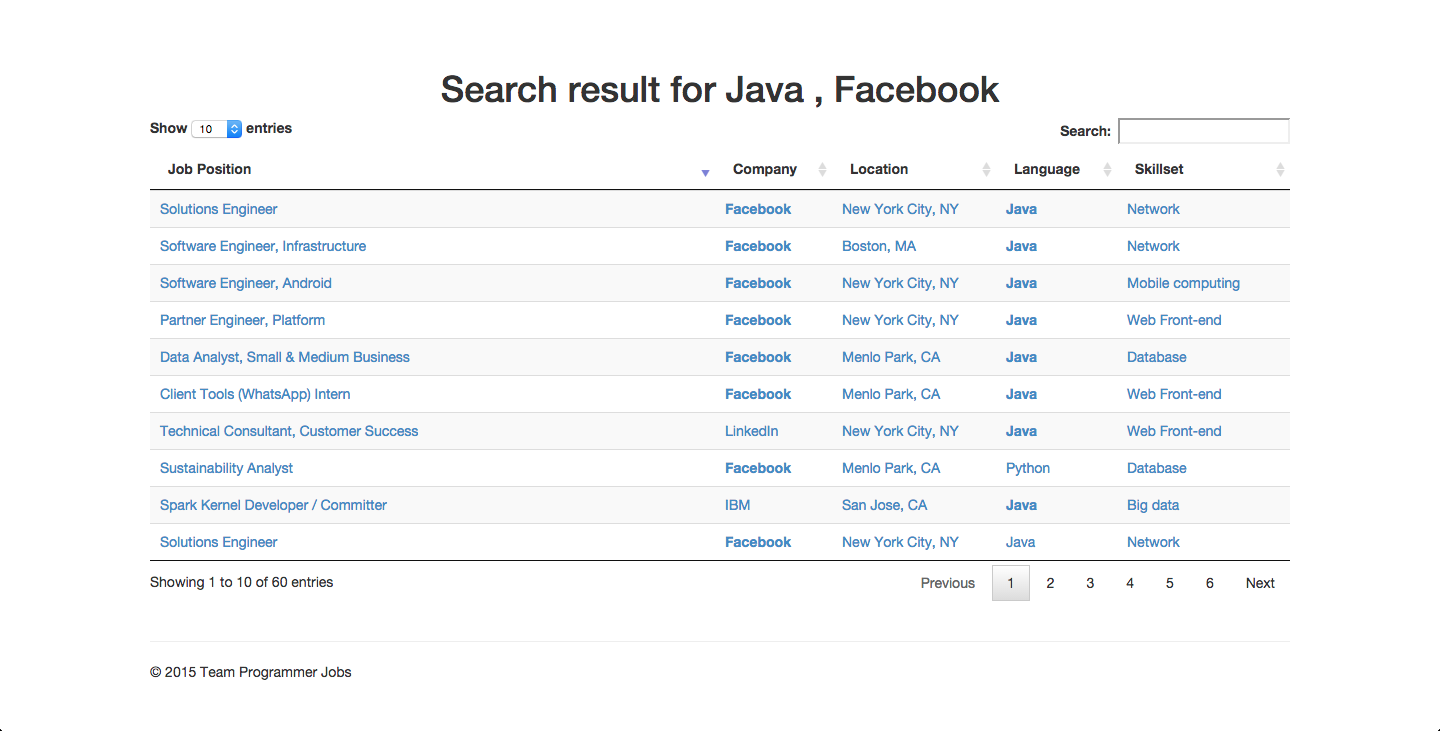 Search result for Java , Facebook
Show 10 entries Search:
Job Position Company Location Language Skillset
Solutions Engineer Facebook New York City, NY Java Network
Software Engineer, Infrastructure Facebook Boston, MA Java Network
Software Engineer, Android Facebook New York City, NY Java Mobile computing
Partner Engineer, Platform Facebook New York City, NY Java Web Front-end
Data Analyst, Small & Medium Business Facebook Menlo Park, CA Java Database
Client Tools (WhatsApp) Intern Facebook Menlo Park, CA Java Web Front-end
Technical Consultant, Customer Success LinkedIn New York City, NY Java Web Front-end
Sustainability Analyst Facebook Menlo Park, CA Python Database
Spark Kernel Developer / Committer IBM San Jose, CA Java Big data
Solutions Engineer Facebook New York City, NY Java Network
Showing 1 to 10 of 60 entries Previous 1 2 3 4 5 6 Next
© 2015 Team Programmer Jobs